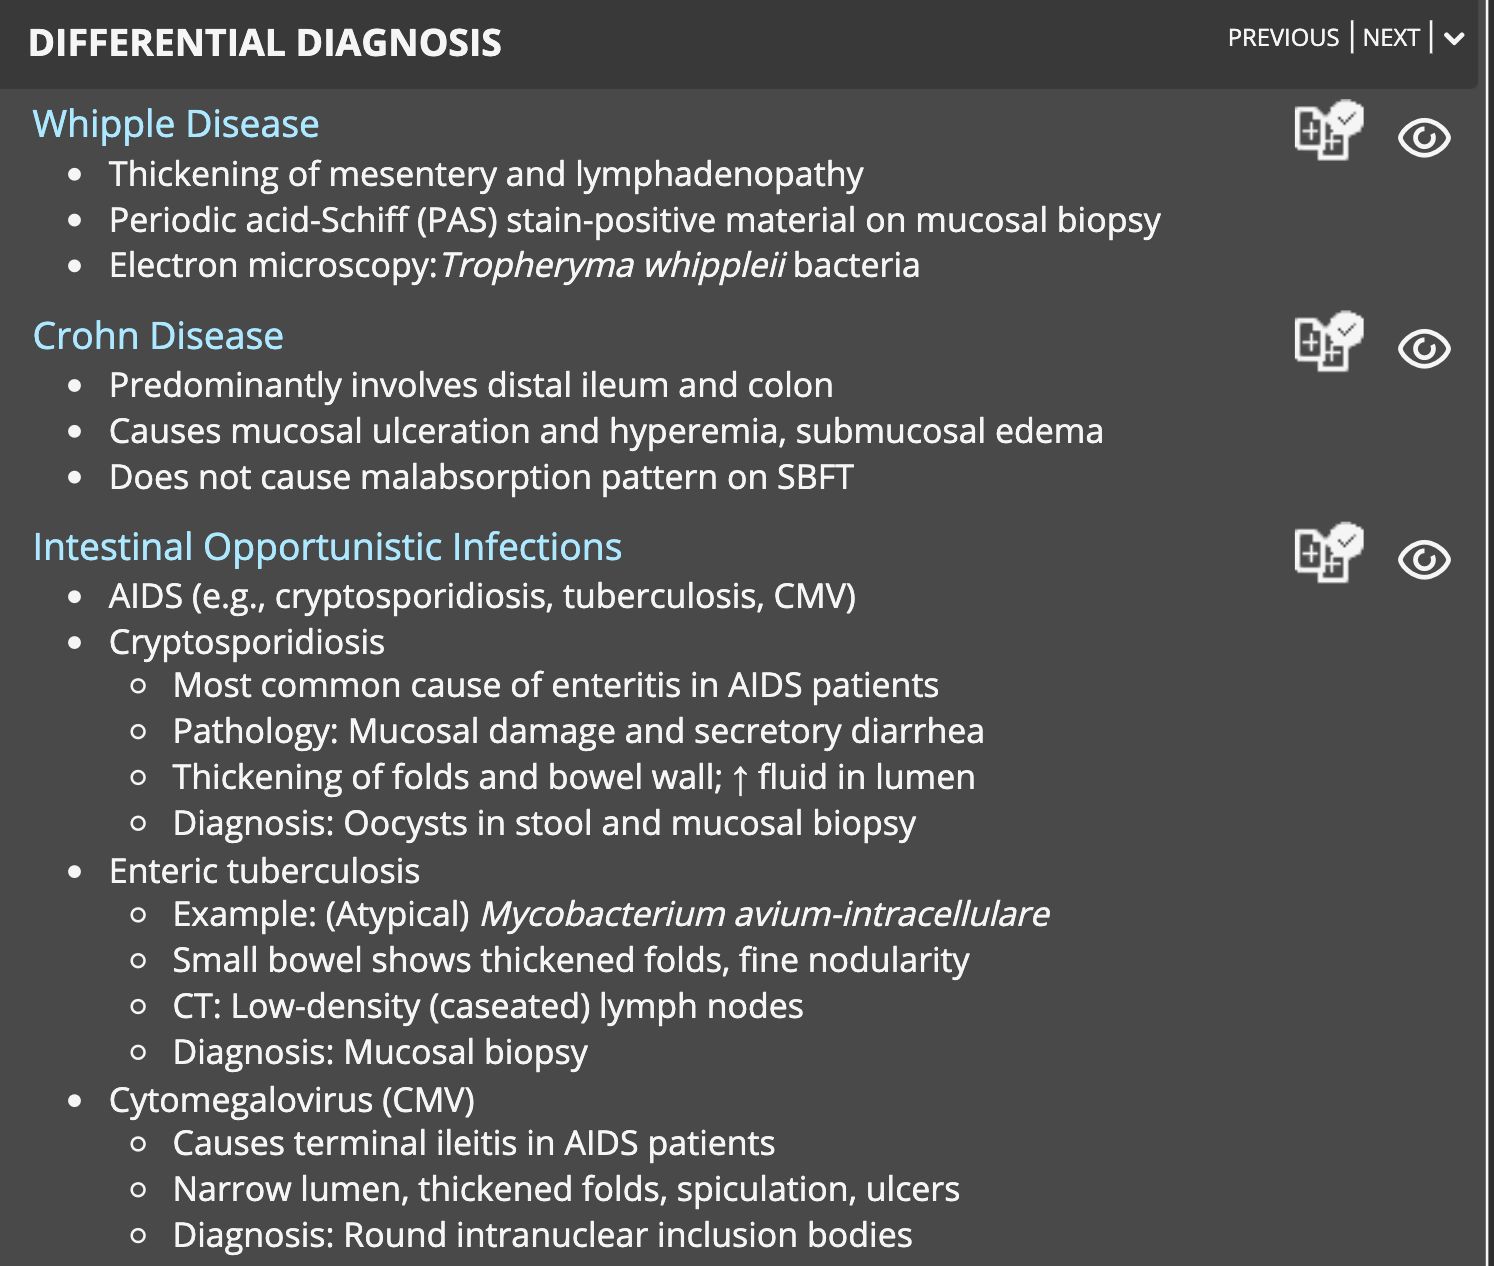 DIFFERENTIAL DIAGNOSIS
PREVIOUS | NEXT |
Whipple Disease
• Thickening of mesentery and lymphadenopathy
• Periodic acid-Schiff (PAS) stain-positive material on mucosal biopsy
• Electron microscopy: Tropheryma whippleii bacteria
Crohn Disease
• Predominantly involves distal ileum and colon
• Causes mucosal ulceration and hyperemia, submucosal edema
• Does not cause malabsorption pattern on SBFT
Intestinal Opportunistic Infections
• AIDS (e.g., cryptosporidiosis, tuberculosis, CMV)
• Cryptosporidiosis
○ Most common cause of enteritis in AIDS patients
○ Pathology: Mucosal damage and secretory diarrhea
○ Thickening of folds and bowel wall; ↑ fluid in lumen
○ Diagnosis: Oocysts in stool and mucosal biopsy
• Enteric tuberculosis
○ Example: (Atypical) Mycobacterium avium-intracellulare
○ Small bowel shows thickened folds, fine nodularity
○ CT: Low-density (caseated) lymph nodes
○ Diagnosis: Mucosal biopsy
• Cytomegalovirus (CMV)
○ Causes terminal ileitis in AIDS patients
○ Narrow lumen, thickened folds, spiculation, ulcers
○ Diagnosis: Round intranuclear inclusion bodies